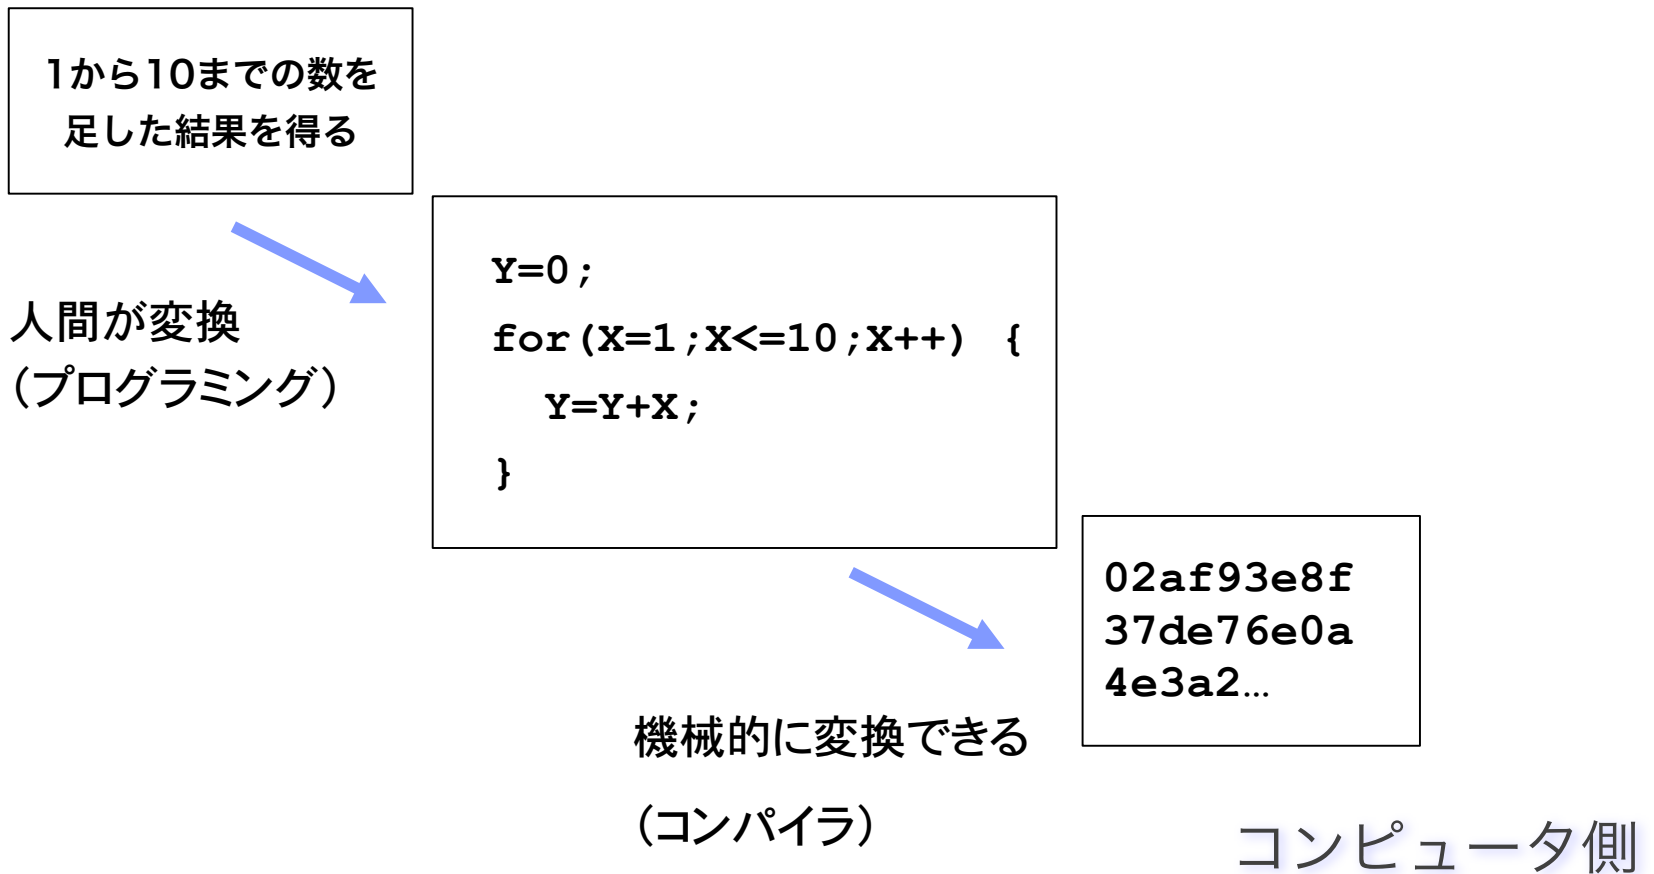 1から10までの数を
足した結果を得る
人間が変換
（プログラミング）
Y=0;
for(X=1;X<=10;X++) {
  Y=Y+X;
}
機械的に変換できる
（コンパイラ）
02af93e8f
37de76e0a
4e3a2…
コンピュータ側